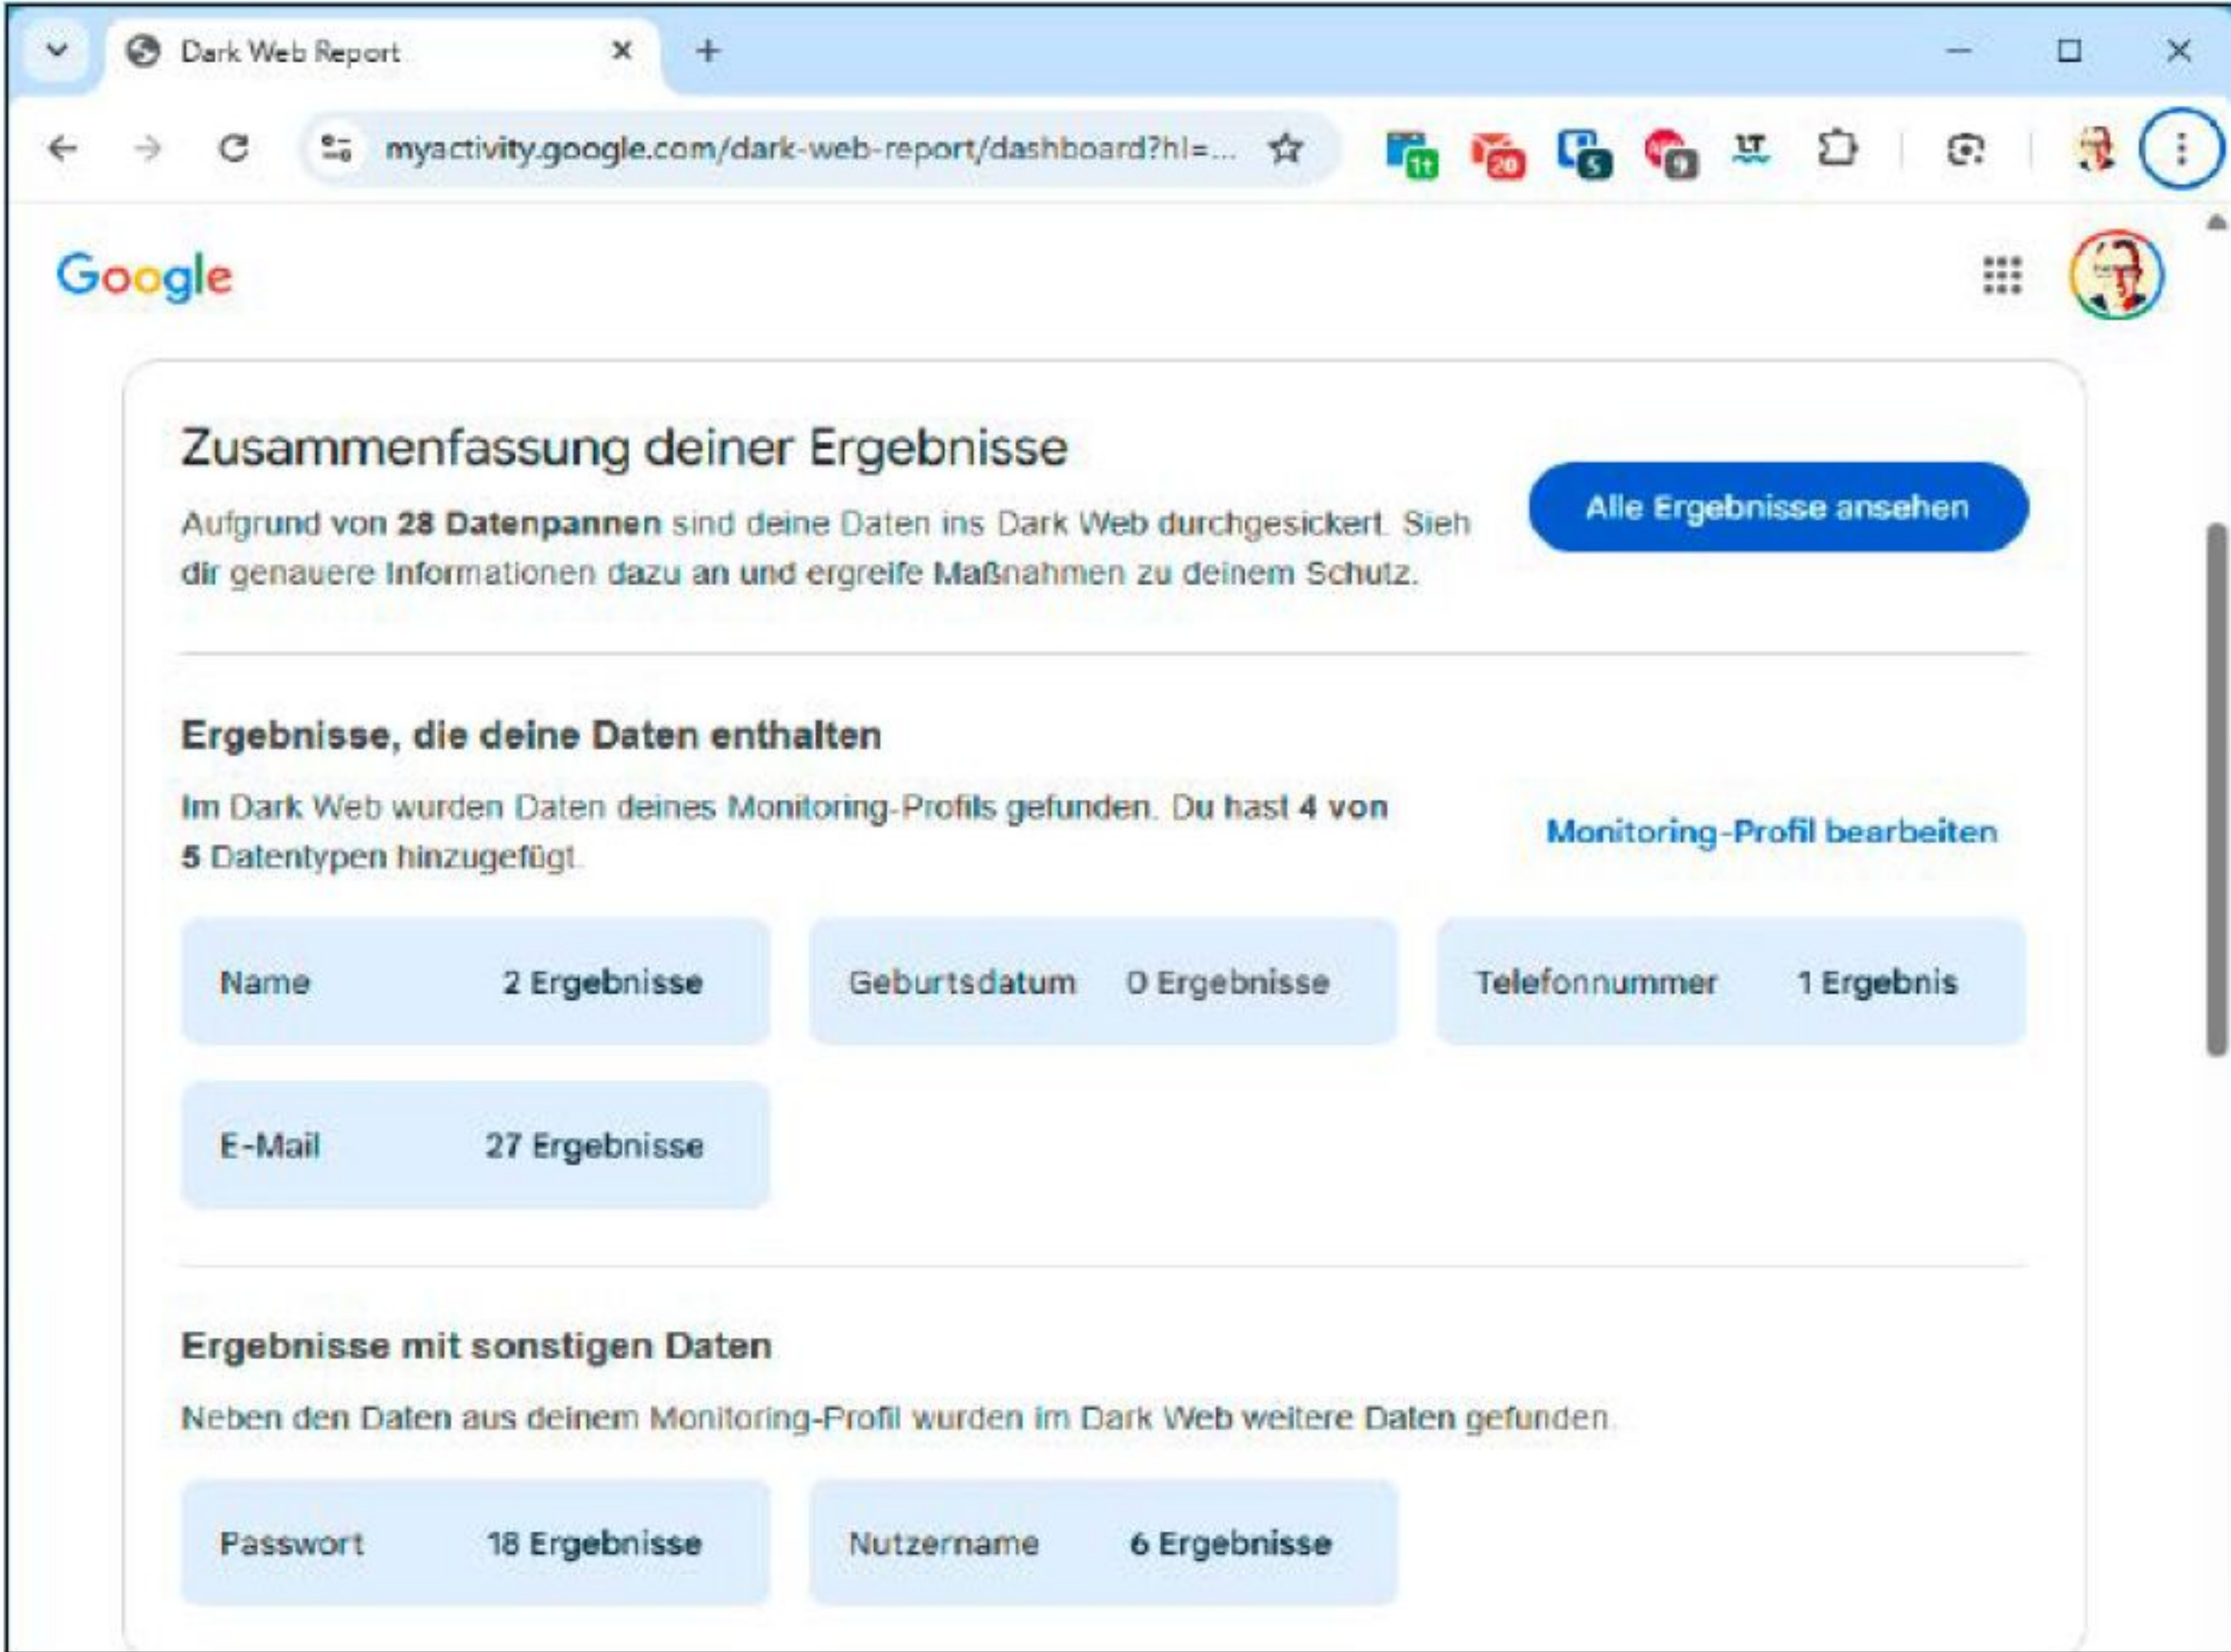 Dark Web Report
myactivity.google.com/dark-web-report/dashboard?hl=...
1t
20
5
9
LT
Google
Zusammenfassung deiner Ergebnisse
Aufgrund von 28 Datenpannen sind deine Daten ins Dark Web durchgesickert. Sieh
dir genauere Informationen dazu an und ergreife Maßnahmen zu deinem Schutz.
Alle Ergebnisse ansehen
Ergebnisse, die deine Daten enthalten
Im Dark Web wurden Daten deines Monitoring-Profils gefunden. Du hast 4 von
5 Datentypen hinzugefügt.
Monitoring-Profil bearbeiten
Name 2 Ergebnisse
Geburtsdatum 0 Ergebnisse
Telefonnummer 1 Ergebnis
E-Mail 27 Ergebnisse
Ergebnisse mit sonstigen Daten
Neben den Daten aus deinem Monitoring-Profil wurden im Dark Web weitere Daten gefunden.
Passwort 18 Ergebnisse
Nutzername 6 Ergebnisse